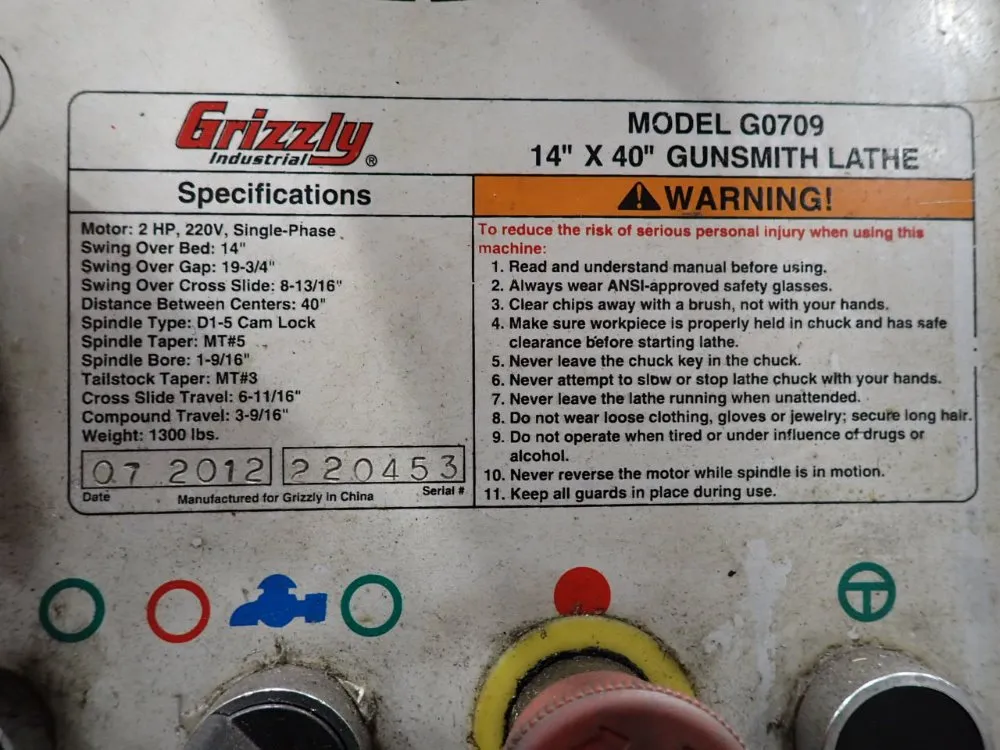 Grizzly
Industrial®
MODEL G0709
14" X 40" GUNSMITH LATHE
Specifications
Motor: 2 HP, 220V, Single-Phase
Swing Over Bed: 14"
Swing Over Gap: 19-3/4"
Swing Over Cross Slide: 8-13/16"
Distance Between Centers: 40"
Spindle Type: D1-5 Cam Lock
Spindle Taper: MT#5
Spindle Bore: 1-9/16"
Tailstock Taper: MT#3
Cross Slide Travel: 6-11/16"
Compound Travel: 3-9/16"
Weight: 1300 lbs.
07 2012 220453
Date Manufactured for Grizzly in China Serial #
WARNING!
To reduce the risk of serious personal injury when using this
machine:
1. Read and understand manual before using.
2. Always wear ANSI-approved safety glasses.
3. Clear chips away with a brush, not with your hands.
4. Make sure workpiece is properly held in chuck and has safe
clearance before starting lathe.
5. Never leave the chuck key in the chuck.
6. Never attempt to slow or stop lathe chuck with your hands.
7. Never leave the lathe running when unattended.
8. Do not wear loose clothing, gloves or jewelry; secure long hair.
9. Do not operate when tired or under influence of drugs or
alcohol.
10. Never reverse the motor while spindle is in motion.
11. Keep all guards in place during use.